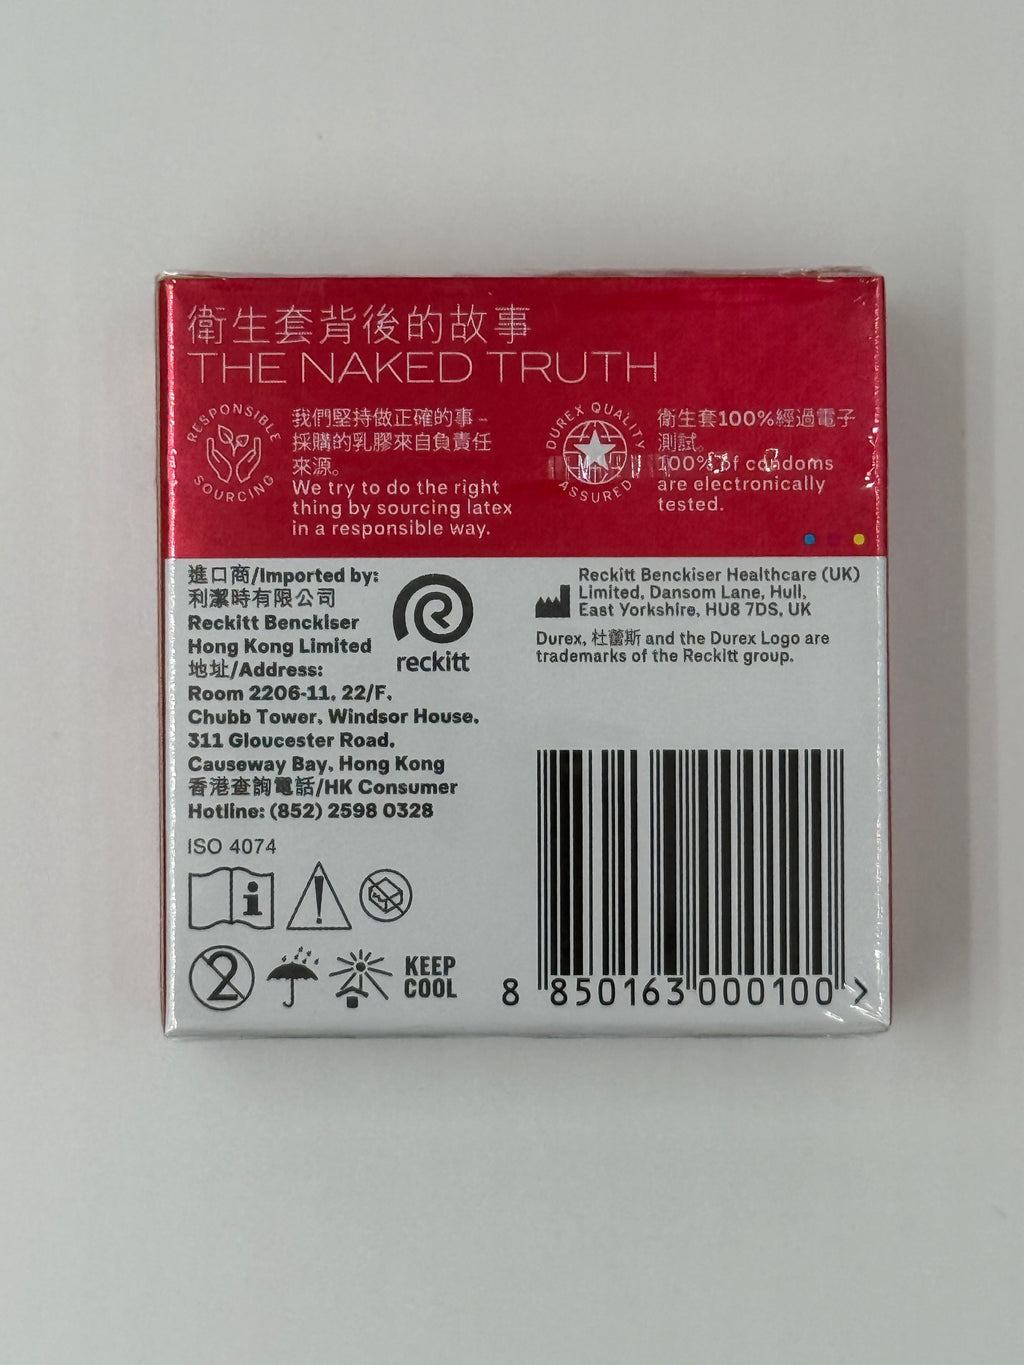 衛生套背後的故事
THE NAKED TRUTH
RESPONSIBLE SOURCING
我們堅持做正確的事 -
採購的乳膠來自負責任
來源。
We try to do the right
thing by sourcing latex
in a responsible way.
DUREX QUALITY ASSURED
衛生套100%經過電子
測試。
100% of condoms
are electronically
tested.
進口商/Imported by:
利潔時有限公司
Reckitt Benckiser
Hong Kong Limited
地址/Address:
Room 2206-11, 22/F,
Chubb Tower, Windsor House,
311 Gloucester Road,
Causeway Bay, Hong Kong
香港查詢電話/HK Consumer
Hotline: (852) 2598 0328
reckitt
Reckitt Benckiser Healthcare (UK)
Limited, Dansom Lane, Hull,
East Yorkshire, HU8 7DS, UK
Durex, 杜蕾斯 and the Durex Logo are
trademarks of the Reckitt group.
ISO 4074
i
!
2
KEEP
COOL
8 850163 000100 >